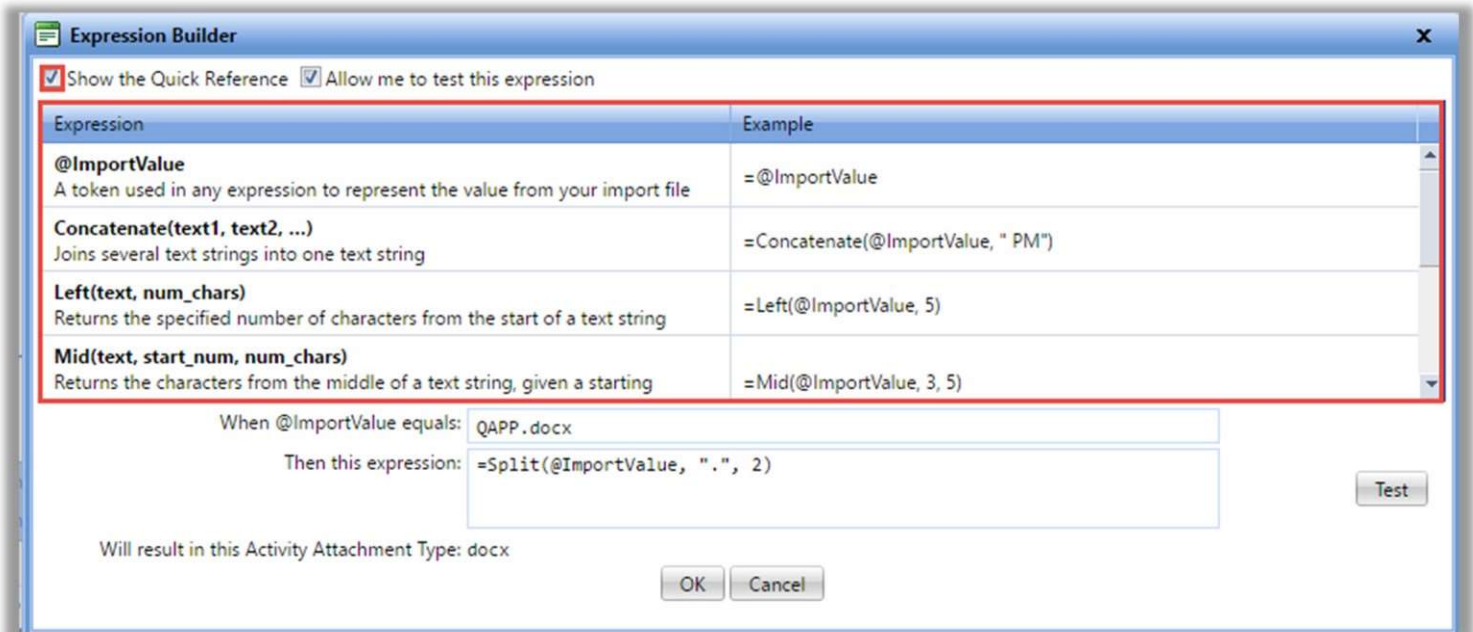 Expression Builder
x
Show the Quick Reference Allow me to test this expression
Expression Example
@ImportValue
A token used in any expression to represent the value from your import file
=@ImportValue
Concatenate(text1, text2, ...)
Joins several text strings into one text string
=Concatenate(@ImportValue, " PM")
Left(text, num_chars)
Returns the specified number of characters from the start of a text string
=Left(@ImportValue, 5)
Mid(text, start_num, num_chars)
Returns the characters from the middle of a text string, given a starting
=Mid(@ImportValue, 3, 5)
When @ImportValue equals: QAPP.docx
Then this expression: =Split(@ImportValue, ".", 2)
Test
Will result in this Activity Attachment Type: docx
OK Cancel